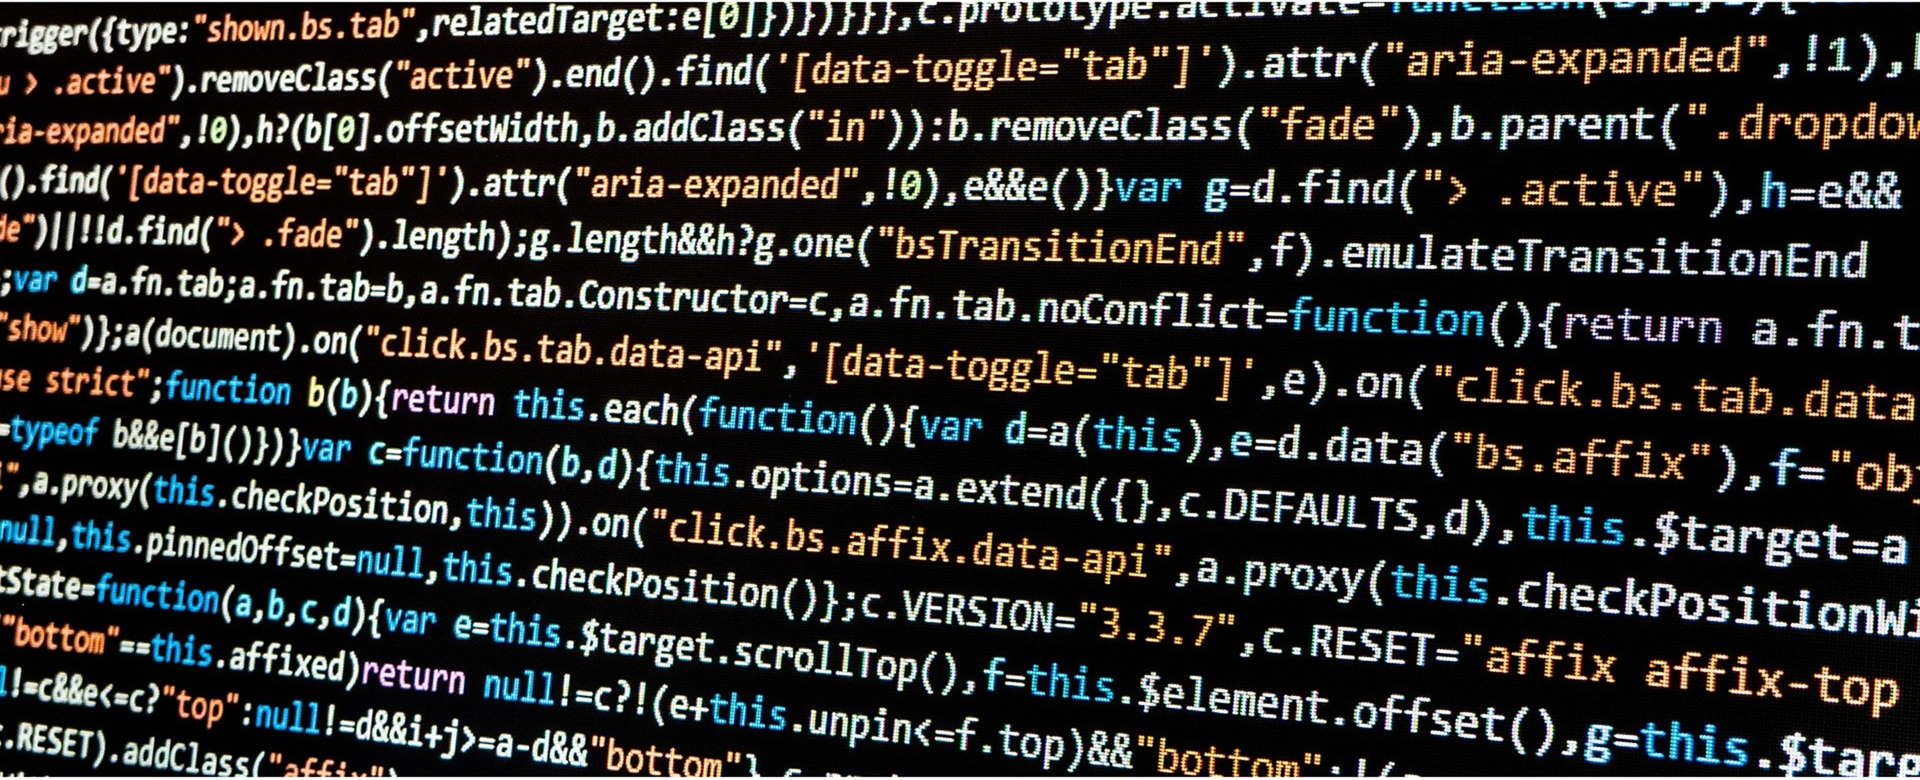 rigger({type:"shown.bs.tab",relatedTarget:e[0]})})}}},c.prototype.activate=function(
u > .active").removeClass("active").end().find('[data-toggle="tab"]').attr("aria-expanded",!1),
ria-expanded",!0),h?(b[0].offsetWidth,b.addClass("in")):b.removeClass("fade"),b.parent(".dropdow
().find('[data-toggle="tab"]').attr("aria-expanded",!0),e&&e()}var g=d.find("> .active"),h=e&&
de")||!!d.find("> .fade").length);g.length&&h?g.one("bsTransitionEnd",f).emulateTransitionEnd
;var d=a.fn.tab;a.fn.tab=b,a.fn.tab.Constructor=c,a.fn.tab.noConflict=function(){return a.fn.t
"show")};a(document).on("click.bs.tab.data-api",'[data-toggle="tab"]',e).on("click.bs.tab.data
se strict";function b(b){return this.each(function(){var d=a(this),e=d.data("bs.affix"),f="obj
=typeof b&&e[b]()})}var c=function(b,d){this.options=a.extend({},c.DEFAULTS,d),this.$target=a
i",a.proxy(this.checkPosition,this)).on("click.bs.affix.data-api",a.proxy(this.checkPositionWi
null,this.pinnedOffset=null,this.checkPosition()};c.VERSION="3.3.7",c.RESET="affix affix-top
tState=function(a,b,c,d){var e=this.$target.scrollTop(),f=this.$element.offset(),g=this.$targ
"bottom"==this.affixed)return null!=c?!(e+this.unpin<=f.top)&&"bottom":!(
l!=c&&e<=c?"top":null!=d&&i+j>=a-d&&"bottom"}
.RESET).addClass("affix")